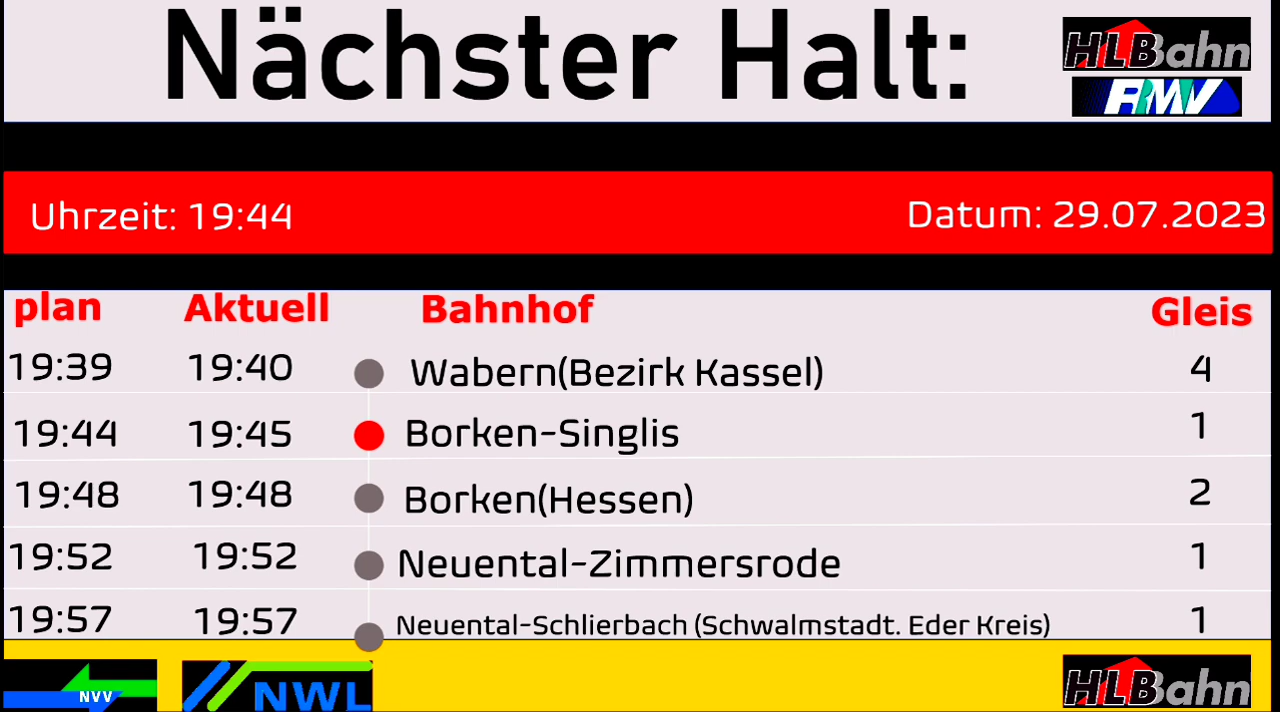 Nächster Halt:
HLBahn
RMV
Uhrzeit: 19:44 Datum: 29.07.2023
plan Aktuell Bahnhof Gleis
19:39 19:40 Wabern(Bezirk Kassel) 4
19:44 19:45 Borken-Singlis 1
19:48 19:48 Borken(Hessen) 2
19:52 19:52 Neuental-Zimmersrode 1
19:57 19:57 Neuental-Schlierbach (Schwalmstadt. Eder Kreis) 1
NVV NWL HLBahn